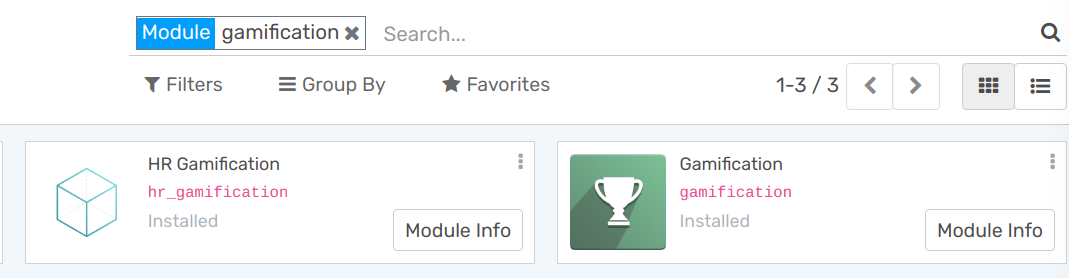 Module gamification Search...
Filters Group By Favorites 1-3 / 3
HR Gamification
hr_gamification
Installed
Module Info
Gamification
gamification
Installed
Module Info